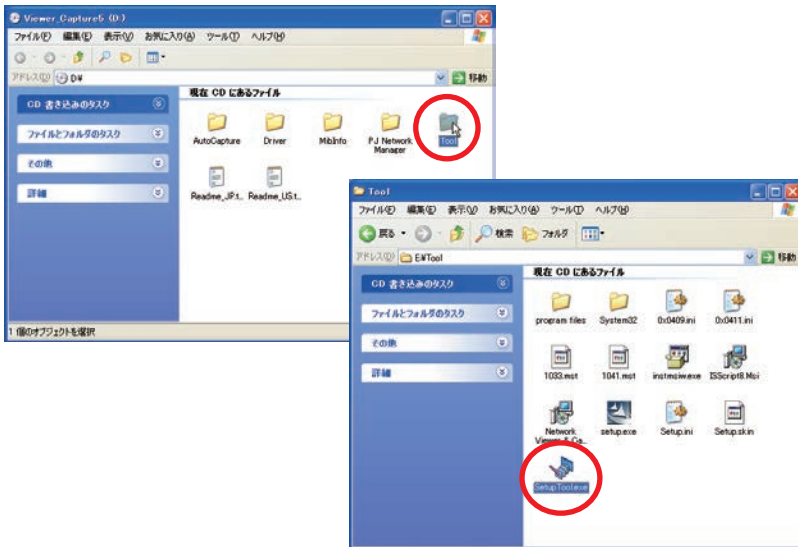 Viewer_Capture5 (D:)
ファイル(F) 編集(E) 表示(V) お気に入り(A) ツール(T) ヘルプ(H)
アドレス(D) D¥ 移動
現在 CD にあるファイル
CD 書き込みのタスク
ファイルとフォルダのタスク
その他
詳細
AutoCapture Driver MibInfo PJ Network Manager Tool
Readme_JP.t... Readme_US.t...
1 個のオブジェクトを選択
Tool
ファイル(F) 編集(E) 表示(V) お気に入り(A) ツール(T) ヘルプ(H)
戻る 検索 フォルダ
アドレス(D) E¥Tool 移動
現在 CD にあるファイル
CD 書き込みのタスク
ファイルとフォルダのタスク
その他
詳細
program files System32 0x0409.ini 0x0411.ini
1033.mst 1041.mst instmsiw.exe ISScript8.Msi
Network Viewer & Ca... setup.exe Setup.ini Setup.skin
SetupTool.exe